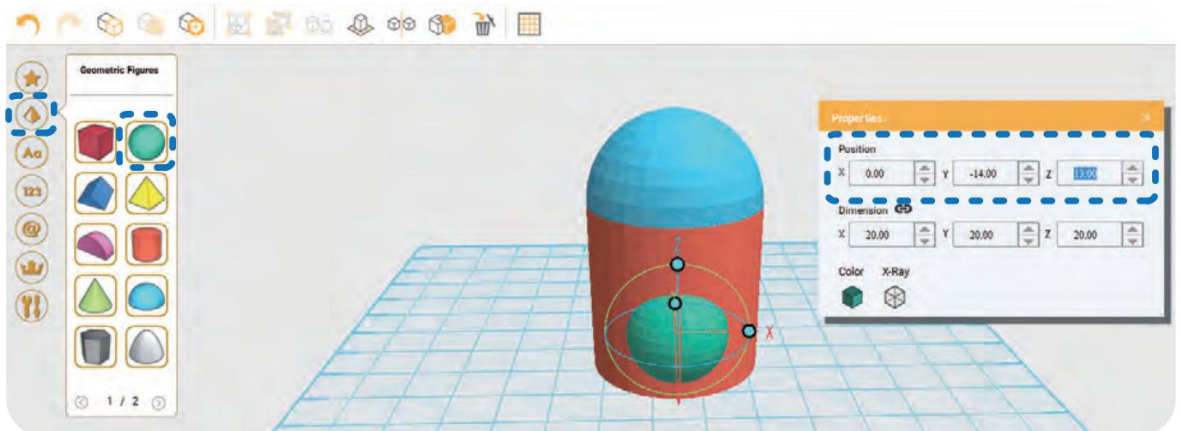 Geometric Figures
Properties
Position
X 0.00 Y -14.00 Z 13.00
Dimension
X 20.00 Y 20.00 Z 20.00
Color X-Ray
Aa
123
@
1 / 2
Z
X
Y